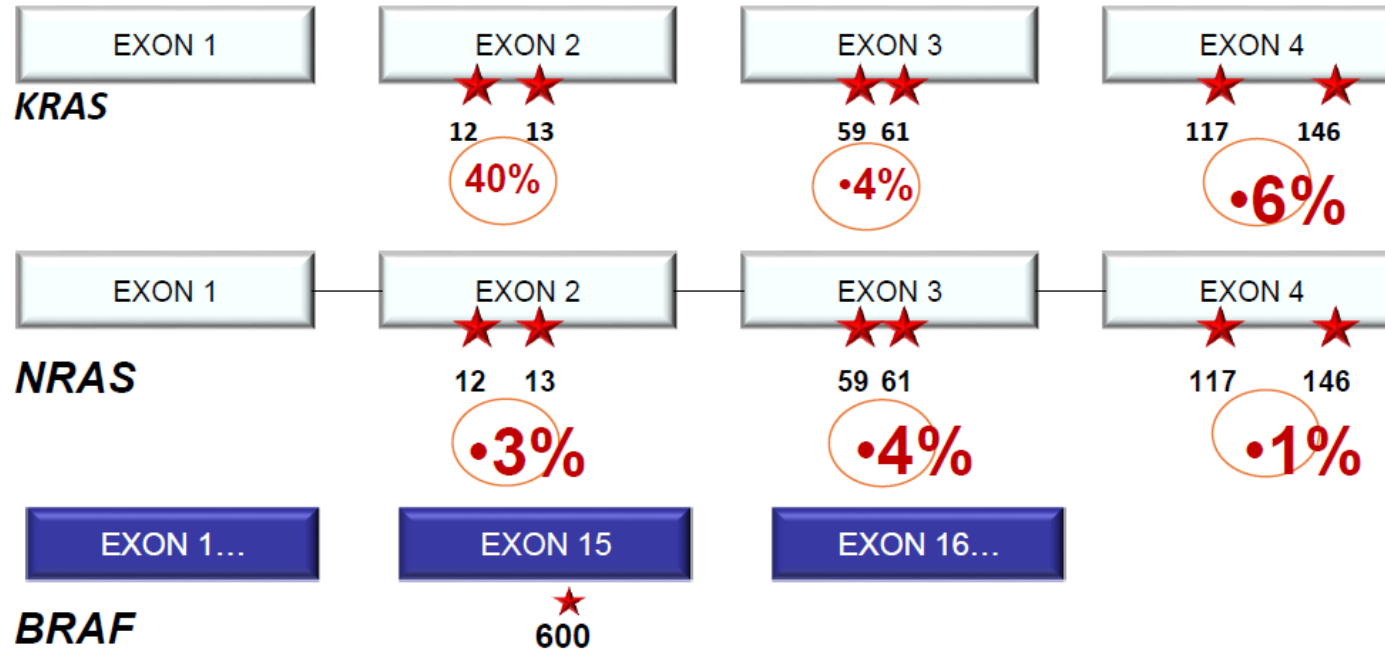 EXON 1 EXON 2 EXON 3 EXON 4
KRAS
12 13 59 61 117 146
40% •4% •6%
EXON 1 EXON 2 EXON 3 EXON 4
NRAS
12 13 59 61 117 146
•3% •4% •1%
EXON 1... EXON 15 EXON 16...
BRAF
600